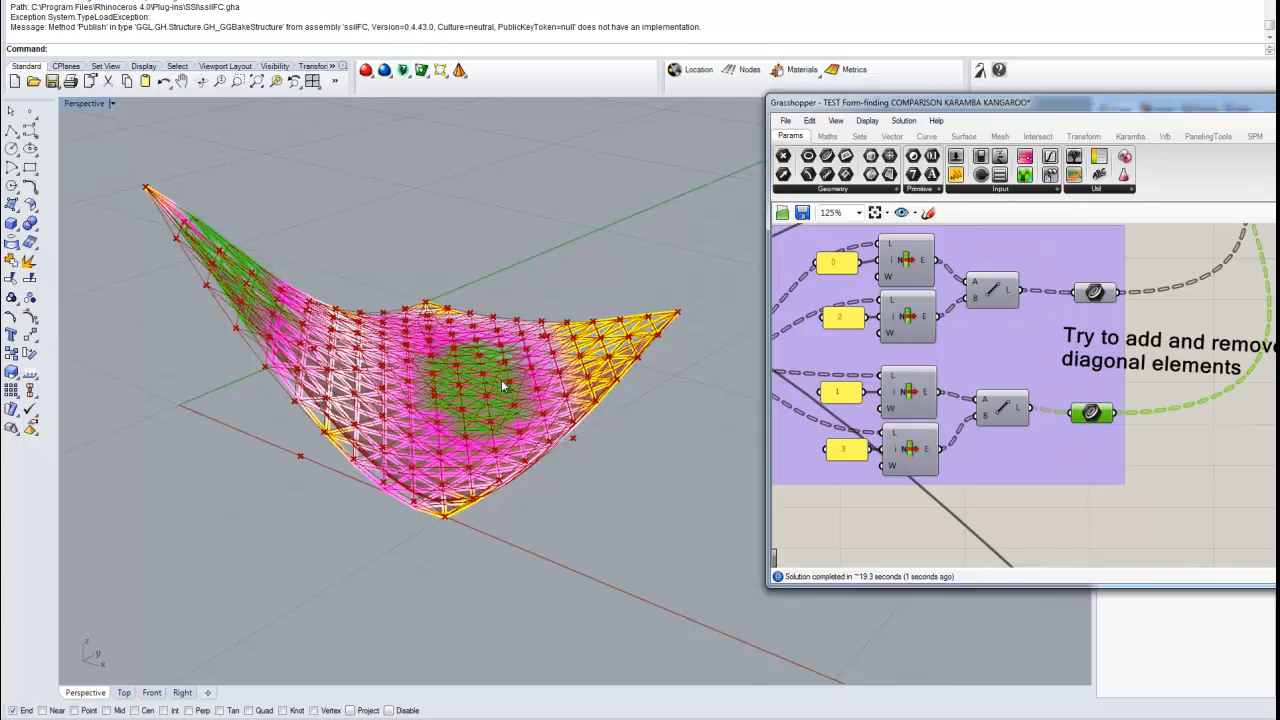 Path: C:\Program Files\Rhinoceros 4.0\Plug-ins\SSI\ssiIFC.gha
Exception System.TypeLoadException:
Message: Method 'Publish' in type 'GGL.GH.Structure.GH_GGBakeStructure' from assembly 'ssiIFC, Version=0.4.43.0, Culture=neutral, PublicKeyToken=null' does not have an implementation.
Command:
Standard CPlanes Set View Display Select Viewport Layout Visibility Transfor »
Location Nodes Materials Metrics
Perspective
Grasshopper - TEST Form-finding COMPARISON KARAMBA KANGAROO*
File Edit View Display Solution Help
Params Maths Sets Vector Curve Surface Mesh Intersect Transform Karamba Wb PanelingTools SPM
Geometry Primitive Input Util
125%
0
L
i
W
E
2
L
i
W
E
A
B
L
Try to add and remove
diagonal elements
1
L
i
W
E
3
L
i
W
E
A
B
L
Solution completed in ~19.3 seconds (1 seconds ago)
z
y
x
Perspective Top Front Right
End Near Point Mid Cen Int Perp Tan Quad Knot Vertex Project Disable